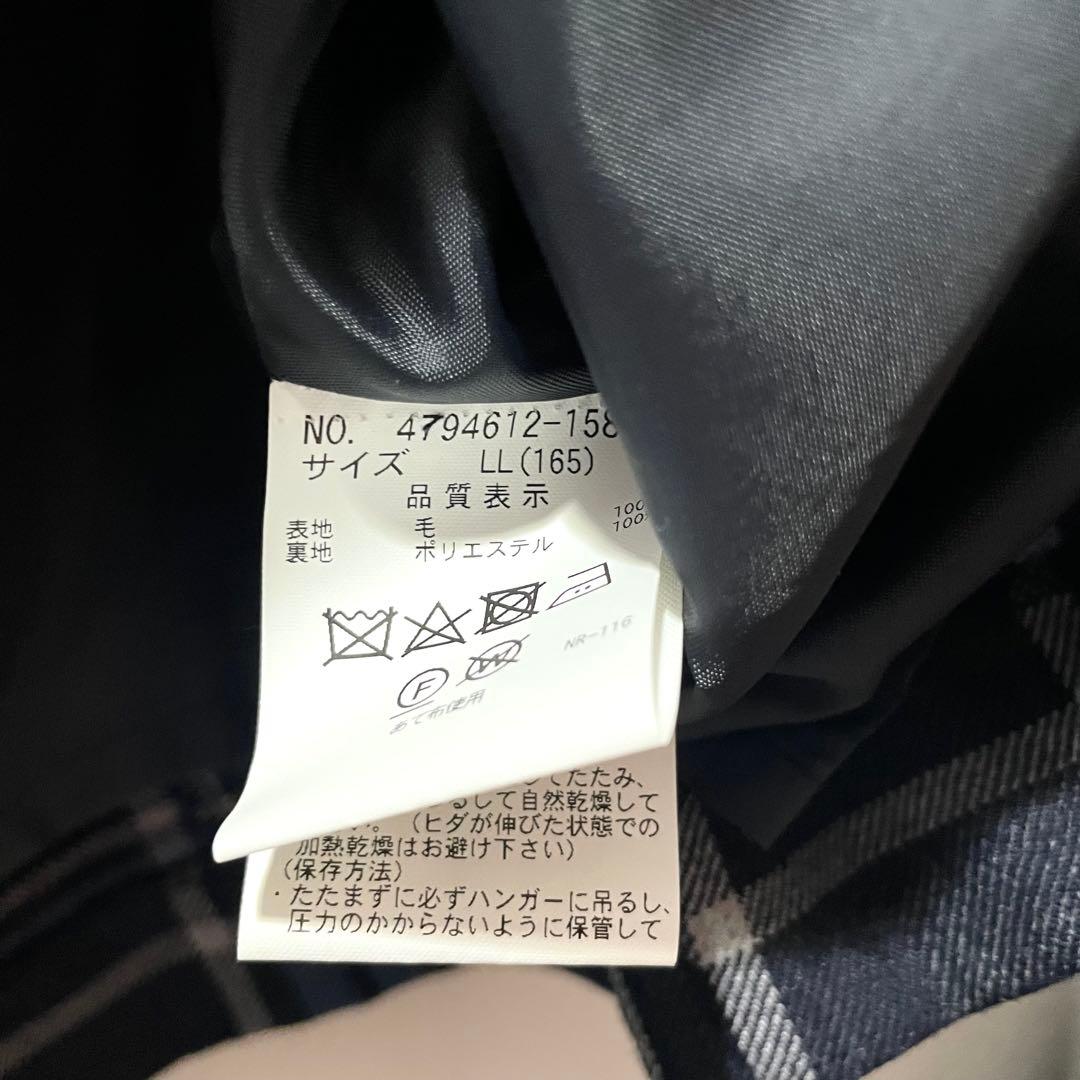 NO. 4794612-158
サイズ LL(165)
品質表示
表地 毛 100
裏地 ポリエステル 100%
NR-116
F W
あて布使用
してたたみ、
るして自然乾燥して
い。（ヒダが伸びた状態での
加熱乾燥はお避け下さい）
（保存方法）
・たたまずに必ずハンガーに吊るし、
圧力のかからないように保管して